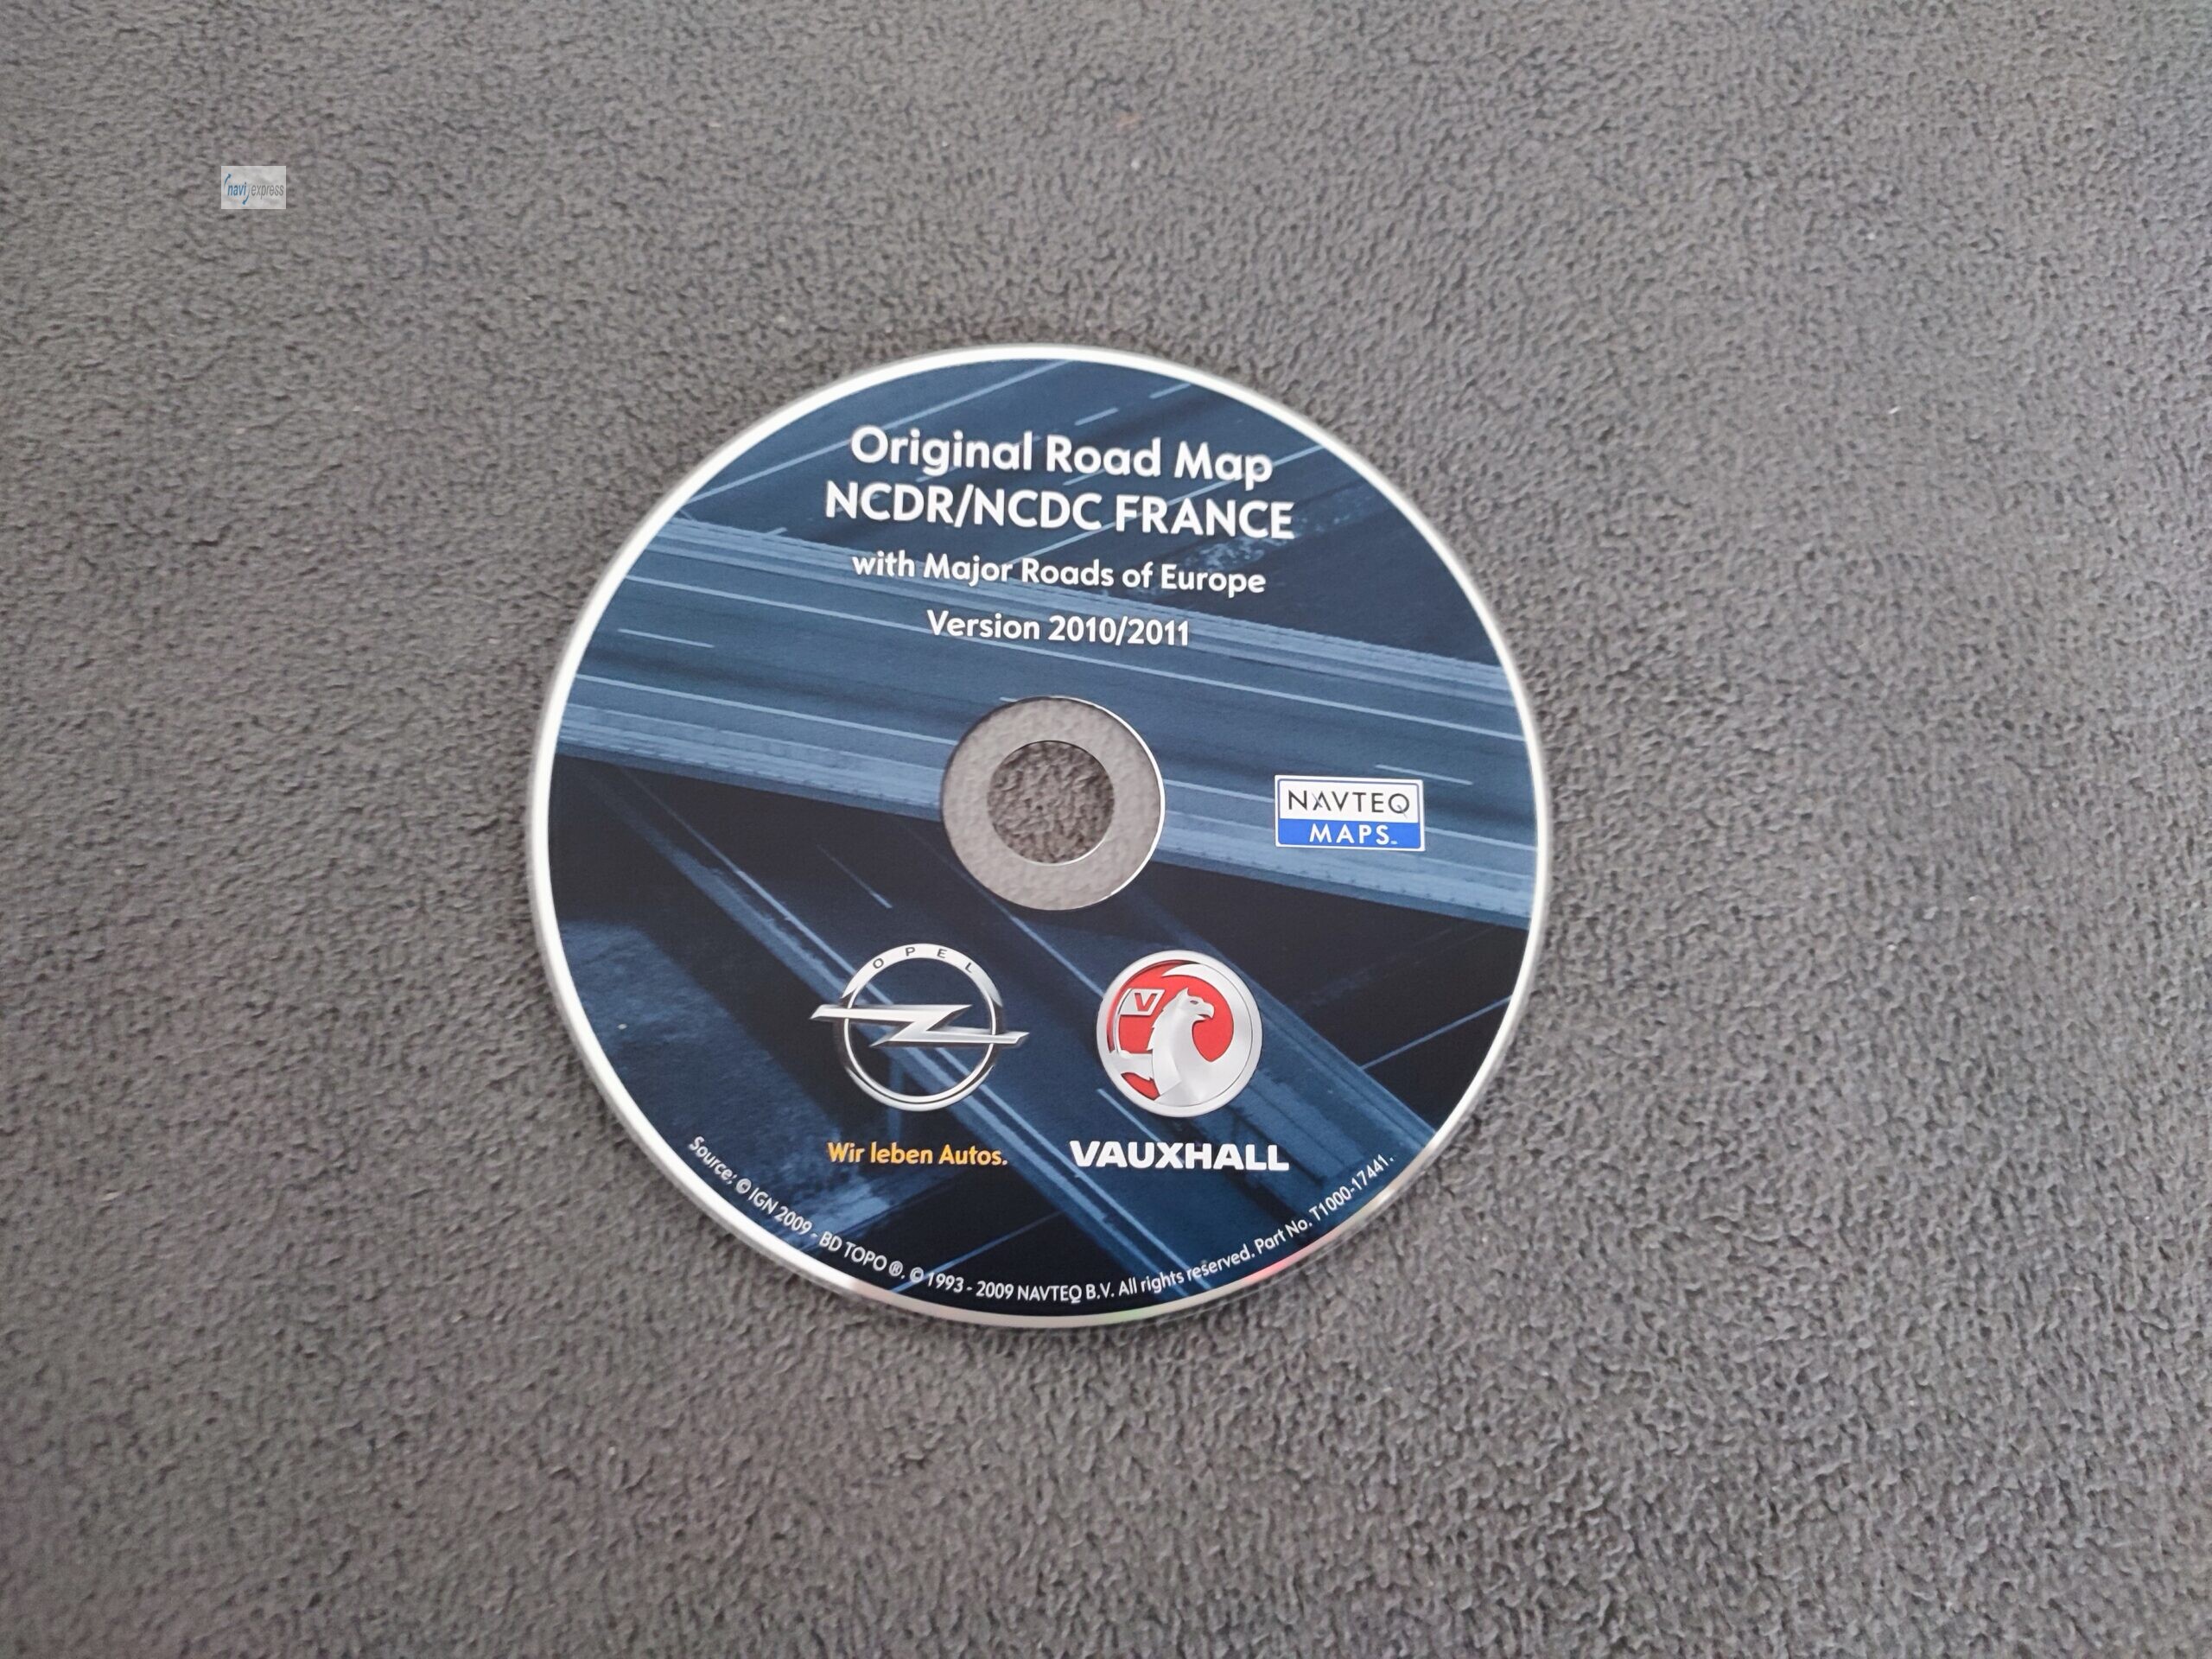 navi express
Original Road Map
NCDR/NCDC FRANCE
with Major Roads of Europe
Version 2010/2011
NAVTEQ
MAPS™
OPEL
V
Wir leben Autos.
VAUXHALL
Source; © IGN 2009 - BD TOPO ®. © 1993 - 2009 NAVTEQ B.V. All rights reserved. Part No. T1000-17441.